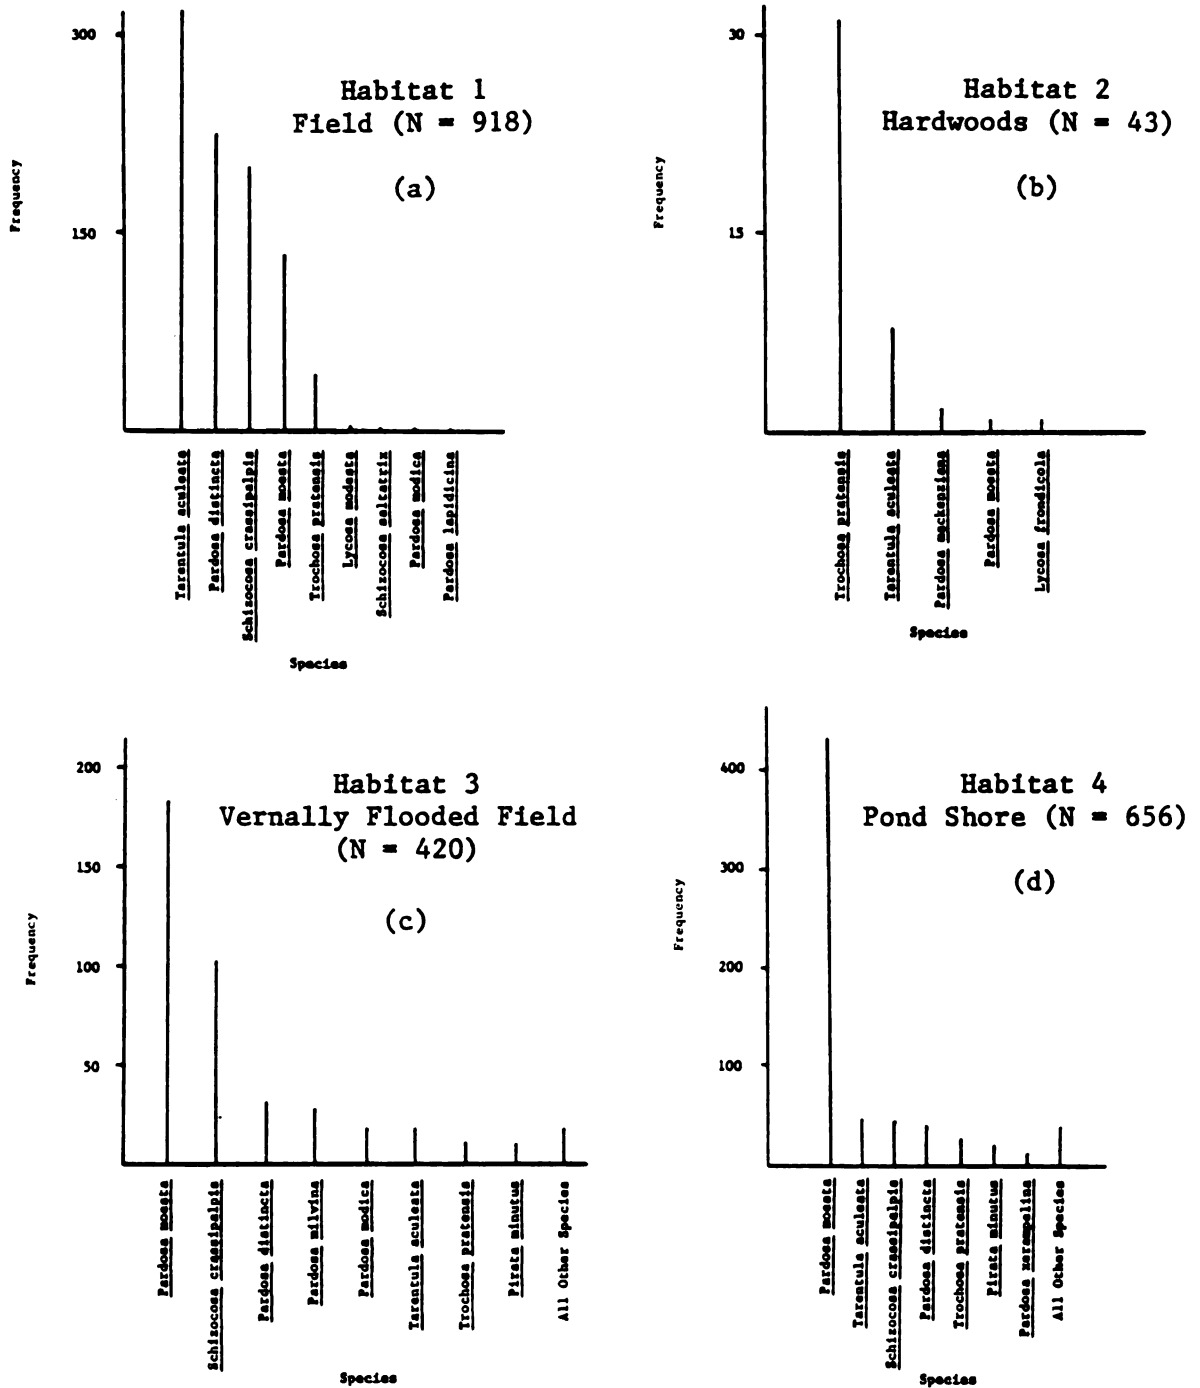 300
150
Frequency
Habitat 1
Field (N = 918)
(a)
Tarentula aculeata
Pardosa distincta
Schizocosa crassipalpis
Pardosa moesta
Trochosa pratensis
Lycosa modesta
Schizocosa saltatrix
Pardosa modica
Pardosa lapidicina
Species
30
15
Frequency
Habitat 2
Hardwoods (N = 43)
(b)
Trochosa pratensis
Tarentula aculeata
Pardosa mackenziana
Pardosa moesta
Lycosa frondicola
Species
200
150
100
50
Frequency
Habitat 3
Vernally Flooded Field
(N = 420)
(c)
Pardosa moesta
Schizocosa crassipalpis
Pardosa distincta
Pardosa milvina
Pardosa modica
Tarentula aculeata
Trochosa pratensis
Pirata minutus
All Other Species
Species
400
300
200
100
Frequency
Habitat 4
Pond Shore (N = 656)
(d)
Pardosa moesta
Tarentula aculeata
Schizocosa crassipalpis
Pardosa distincta
Trochosa pratensis
Pirata minutus
Pardosa xerampelina
All Other Species
Species